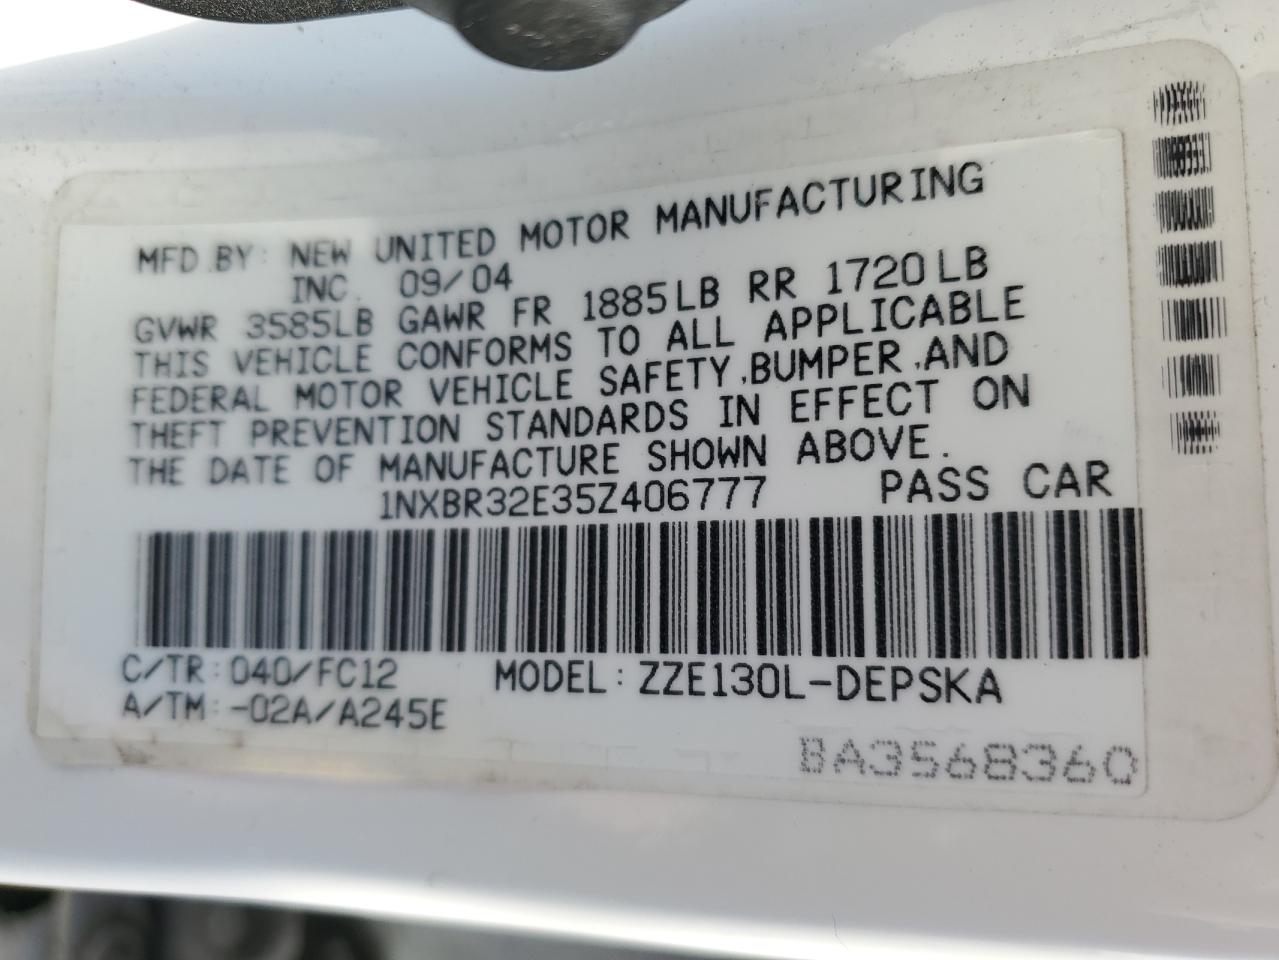 MFD.BY: NEW UNITED MOTOR MANUFACTURING
INC. 09/04
GVWR 3585LB GAWR FR 1885LB RR 1720LB
THIS VEHICLE CONFORMS TO ALL APPLICABLE
FEDERAL MOTOR VEHICLE SAFETY,BUMPER,AND
THEFT PREVENTION STANDARDS IN EFFECT ON
THE DATE OF MANUFACTURE SHOWN ABOVE.
1NXBR32E35Z406777 PASS CAR
C/TR:040/FC12 MODEL:ZZE130L-DEPSKA
A/TM:-02A/A245E
BA3568360